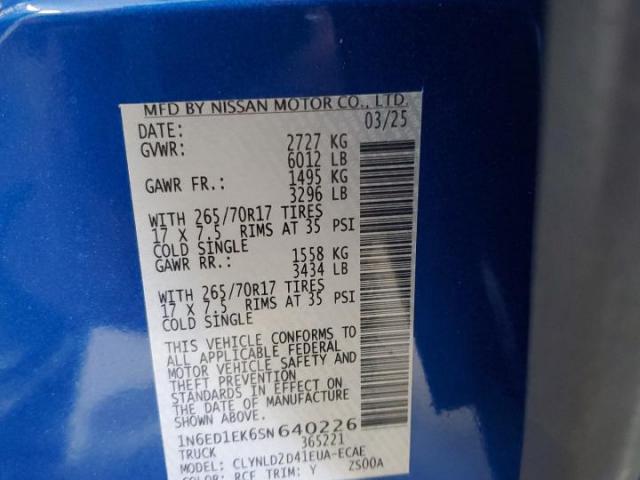 MFD BY NISSAN MOTOR CO., LTD.
DATE: 03/25
GVWR: 2727 KG
6012 LB
GAWR FR.: 1495 KG
3296 LB
WITH 265/70R17 TIRES
17 X 7.5 RIMS AT 35 PSI
COLD SINGLE
GAWR RR.: 1558 KG
3434 LB
WITH 265/70R17 TIRES
17 X 7.5 RIMS AT 35 PSI
COLD SINGLE
THIS VEHICLE CONFORMS TO
ALL APPLICABLE FEDERAL
MOTOR VEHICLE SAFETY AND
THEFT PREVENTION
STANDARDS IN EFFECT ON
THE DATE OF MANUFACTURE
SHOWN ABOVE.
1N6ED1EK6SN640226
TRUCK 365221
MODEL: CLYNLD2D41EUA-ECAE
COLOR: RCF TRIM: Y ZS00A